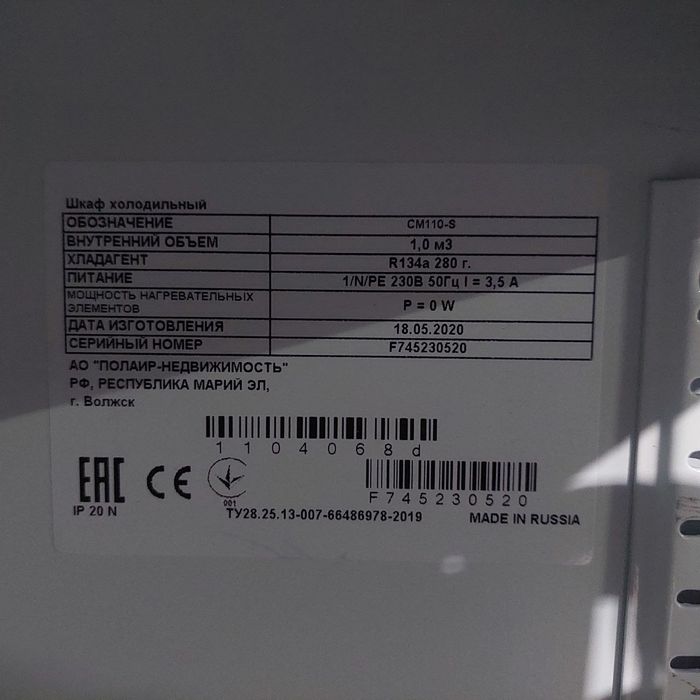 Шкаф холодильный
ОБОЗНАЧЕНИЕ CM110-S
ВНУТРЕННИЙ ОБЪЕМ 1,0 м3
ХЛАДАГЕНТ R134a 280 г.
ПИТАНИЕ 1/N/PE 230В 50Гц I = 3,5 А
МОЩНОСТЬ НАГРЕВАТЕЛЬНЫХ ЭЛЕМЕНТОВ P = 0 W
ДАТА ИЗГОТОВЛЕНИЯ 18.05.2020
СЕРИЙНЫЙ НОМЕР F745230520
АО "ПОЛАИР-НЕДВИЖИМОСТЬ"
РФ, РЕСПУБЛИКА МАРИЙ ЭЛ,
г. Волжск
1104068d
EAC CE 001
F745230520
IP 20 N ТУ28.25.13-007-66486978-2019 MADE IN RUSSIA